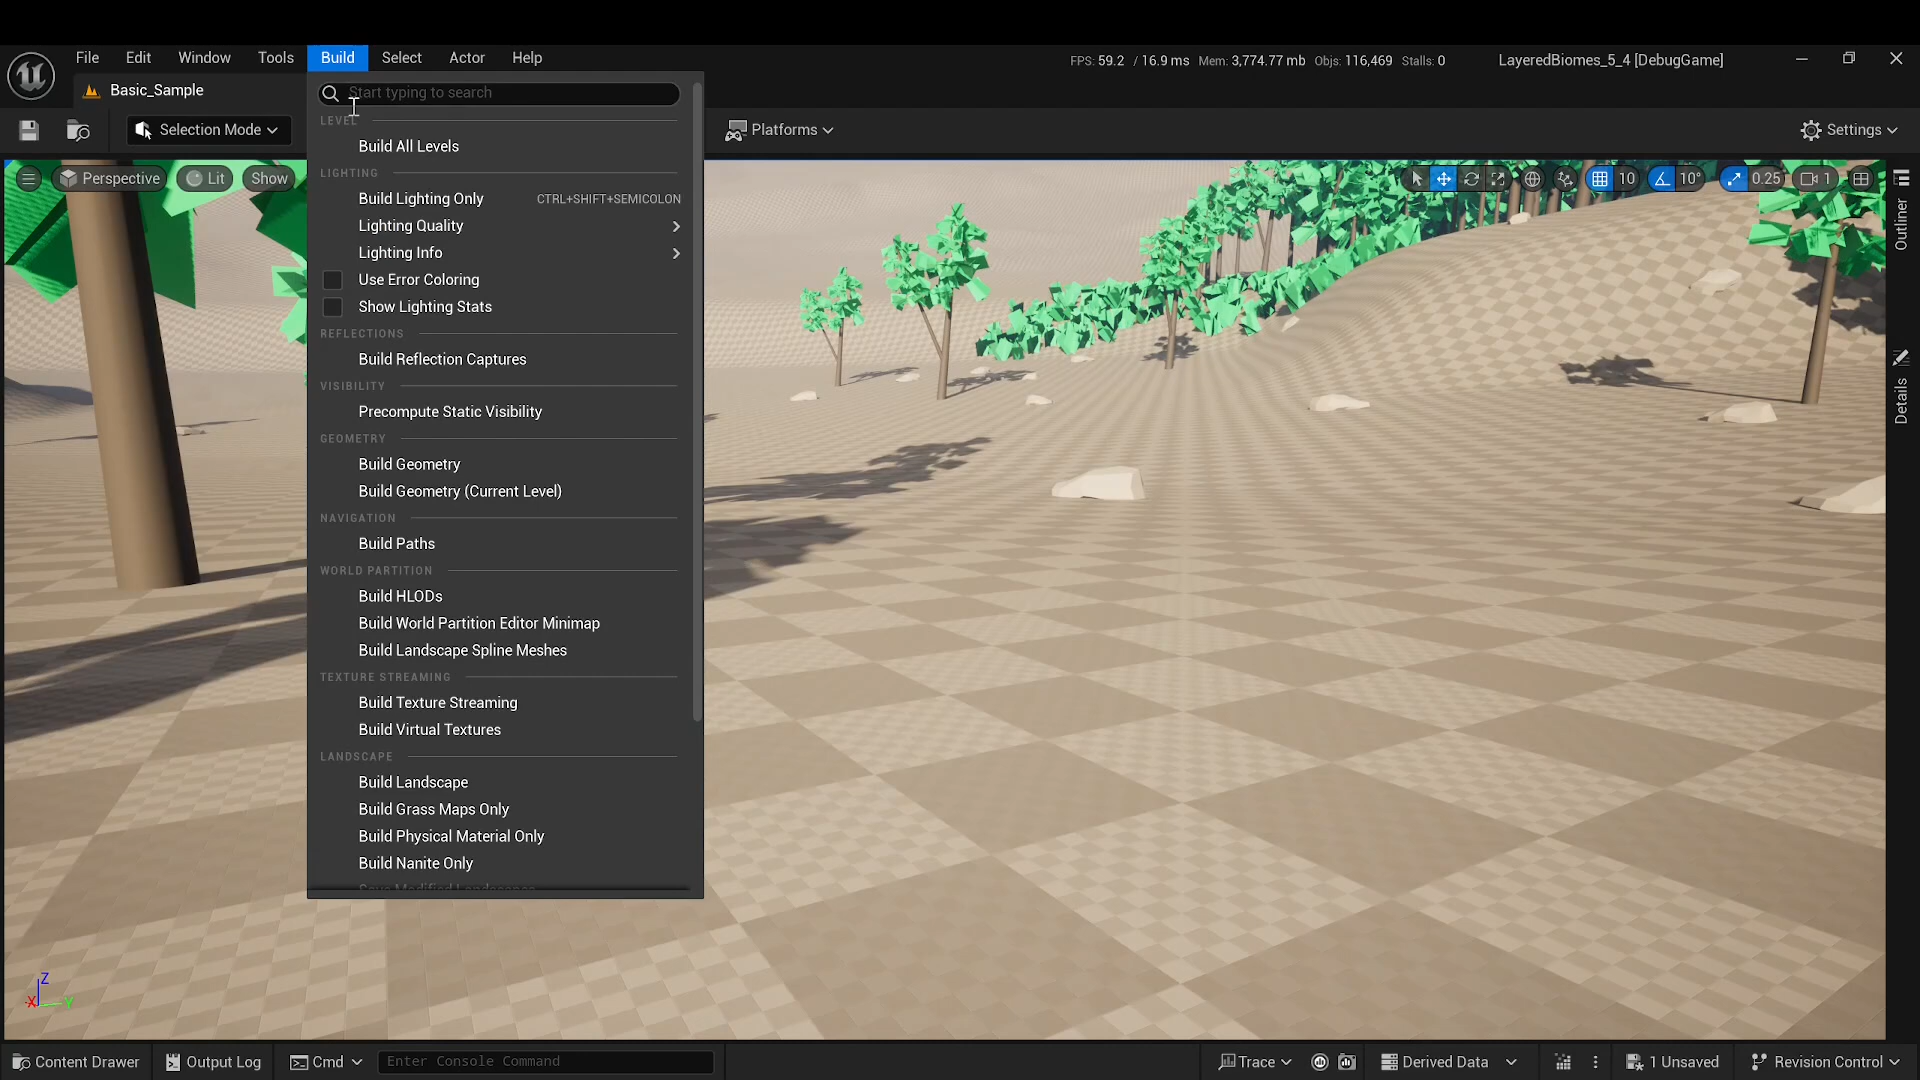 File Edit Window Tools Build Select Actor Help
FPS: 59.2 / 16.9 ms Mem: 3,774.77 mb Objs: 116,469 Stalls: 0
LayeredBiomes_5_4 [DebugGame]
Basic_Sample
Selection Mode
Platforms
Settings
Perspective
Lit
Show
10
10°
0.25
1
Outliner
Details
Start typing to search
LEVEL
Build All Levels
LIGHTING
Build Lighting Only CTRL+SHIFT+SEMICOLON
Lighting Quality
Lighting Info
Use Error Coloring
Show Lighting Stats
REFLECTIONS
Build Reflection Captures
VISIBILITY
Precompute Static Visibility
GEOMETRY
Build Geometry
Build Geometry (Current Level)
NAVIGATION
Build Paths
WORLD PARTITION
Build HLODs
Build World Partition Editor Minimap
Build Landscape Spline Meshes
TEXTURE STREAMING
Build Texture Streaming
Build Virtual Textures
LANDSCAPE
Build Landscape
Build Grass Maps Only
Build Physical Material Only
Build Nanite Only
Save Modified Landscapes
Z
X
Y
Content Drawer
Output Log
Cmd
Enter Console Command
Trace
Derived Data
1 Unsaved
Revision Control